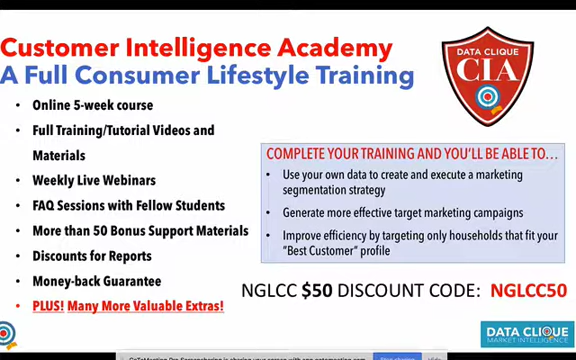 Customer Intelligence Academy
A Full Consumer Lifestyle Training
DATA CLIQUE
CIA
• Online 5-week course
• Full Training/Tutorial Videos and
Materials
• Weekly Live Webinars
• FAQ Sessions with Fellow Students
• More than 50 Bonus Support Materials
• Discounts for Reports
• Money-back Guarantee
• PLUS! Many More Valuable Extras!
COMPLETE YOUR TRAINING AND YOU'LL BE ABLE TO…
• Use your own data to create and execute a marketing
segmentation strategy
• Generate more effective target marketing campaigns
• Improve efficiency by targeting only households that fit your
"Best Customer" profile
NGLCC $50 DISCOUNT CODE: NGLCC50
DATA CLIQUE
MARKET INTELLIGENCE